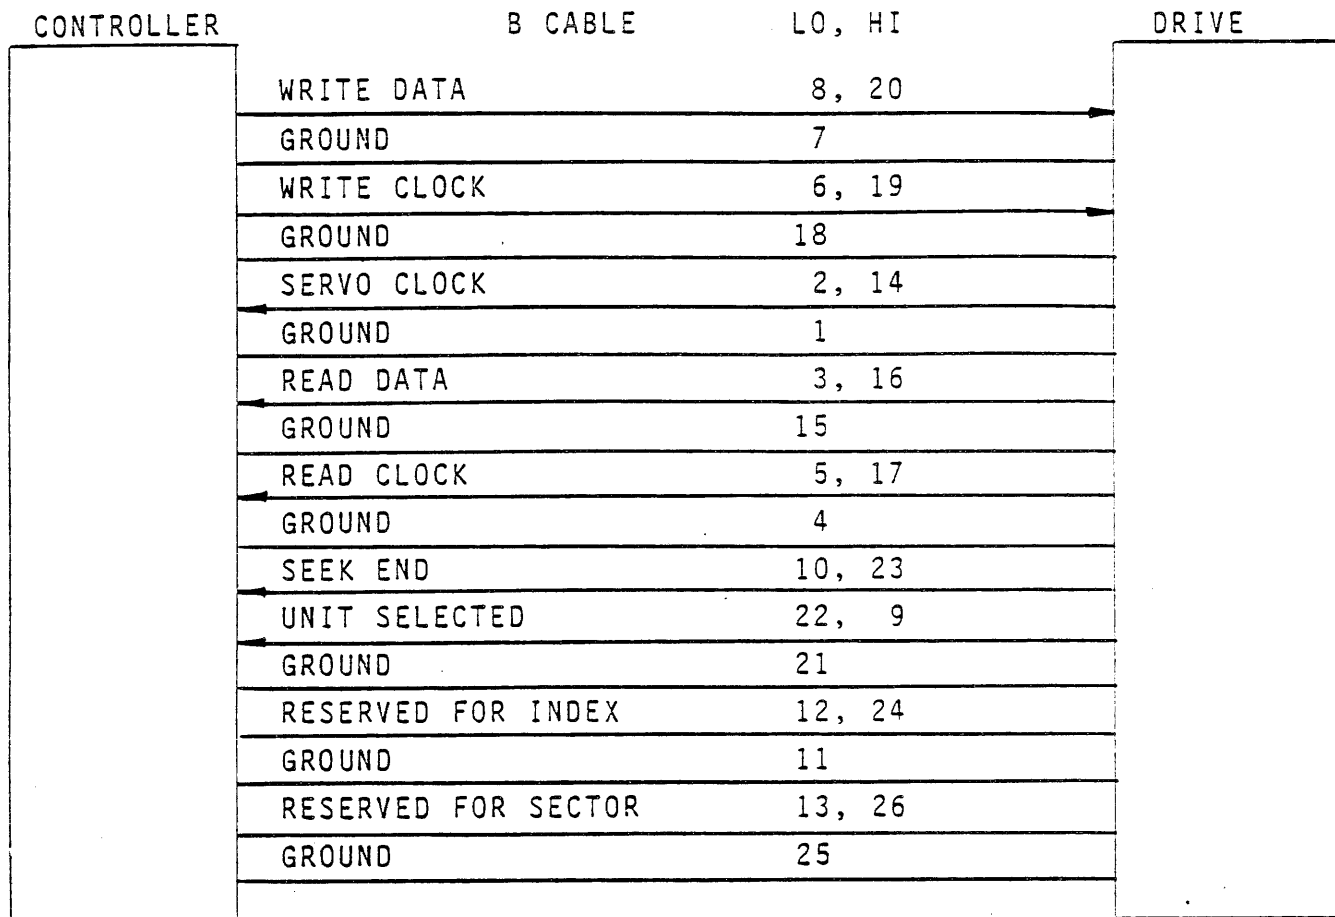 CONTROLLER B CABLE LO, HI DRIVE
WRITE DATA 8, 20
GROUND 7
WRITE CLOCK 6, 19
GROUND 18
SERVO CLOCK 2, 14
GROUND 1
READ DATA 3, 16
GROUND 15
READ CLOCK 5, 17
GROUND 4
SEEK END 10, 23
UNIT SELECTED 22, 9
GROUND 21
RESERVED FOR INDEX 12, 24
GROUND 11
RESERVED FOR SECTOR 13, 26
GROUND 25